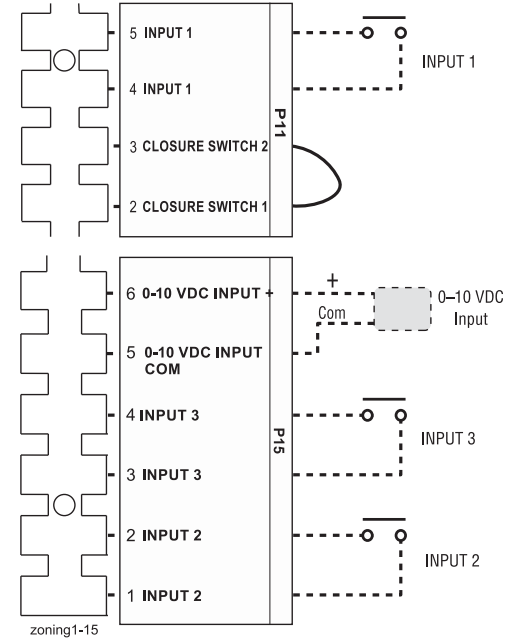 5 INPUT 1
INPUT 1
4 INPUT 1
P11
3 CLOSURE SWITCH 2
2 CLOSURE SWITCH 1
6 0-10 VDC INPUT +
+
0–10 VDC
Input
Com
5 0-10 VDC INPUT
COM
4 INPUT 3
P15
INPUT 3
3 INPUT 3
2 INPUT 2
INPUT 2
1 INPUT 2
zoning1-15